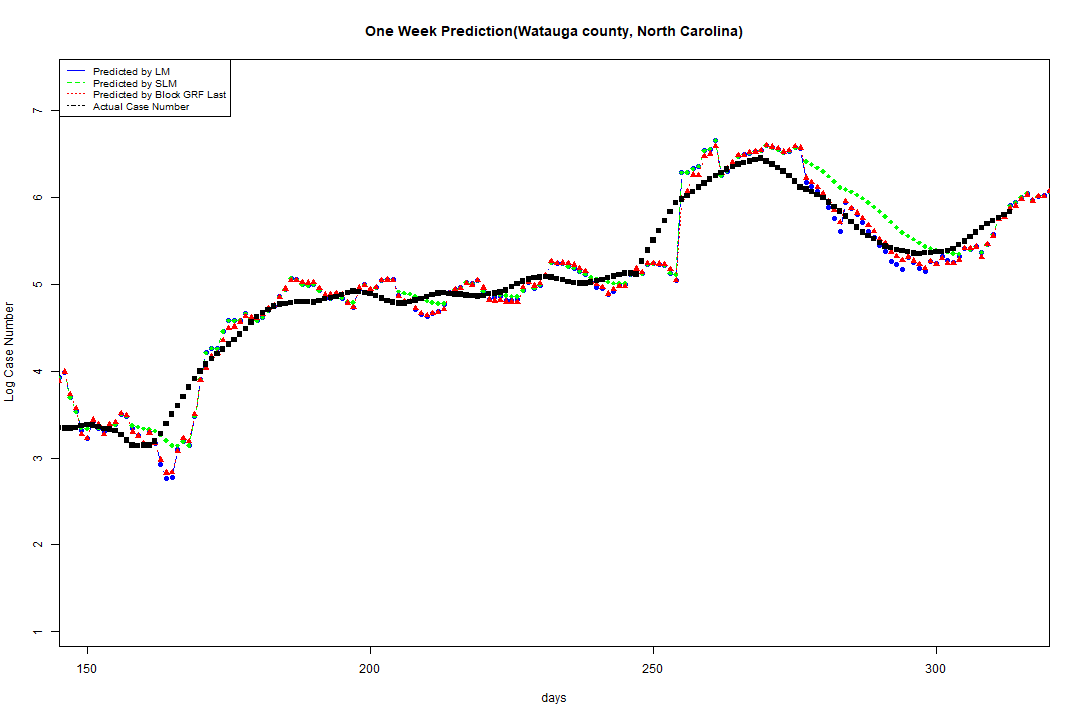 One Week Prediction(Watauga county, North Carolina)
Predicted by LM
Predicted by SLM
Predicted by Block GRF Last
Actual Case Number
7
6
5
4
3
2
1
Log Case Number
150 200 250 300
days